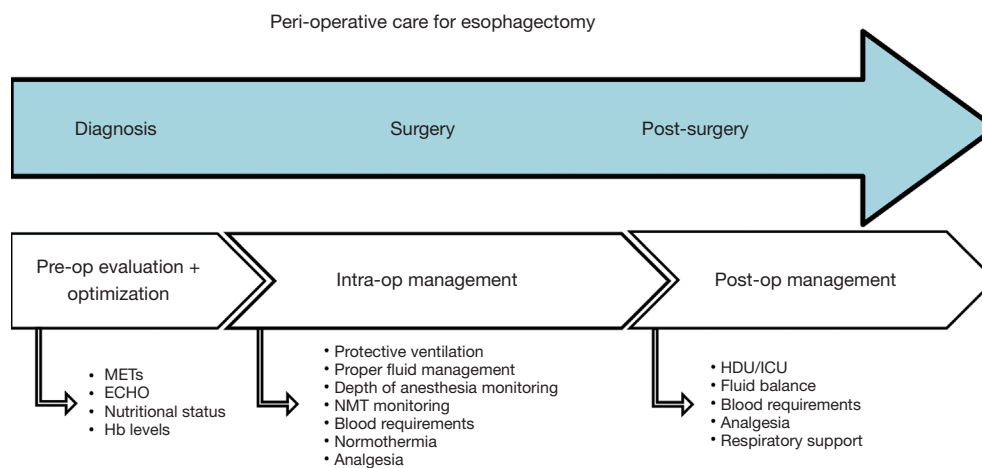 Peri-operative care for esophagectomy
Diagnosis
Surgery
Post-surgery
Pre-op evaluation +
optimization
Intra-op management
Post-op management
• METs
• ECHO
• Nutritional status
• Hb levels
• Protective ventilation
• Proper fluid management
• Depth of anesthesia monitoring
• NMT monitoring
• Blood requirements
• Normothermia
• Analgesia
• HDU/ICU
• Fluid balance
• Blood requirements
• Analgesia
• Respiratory support